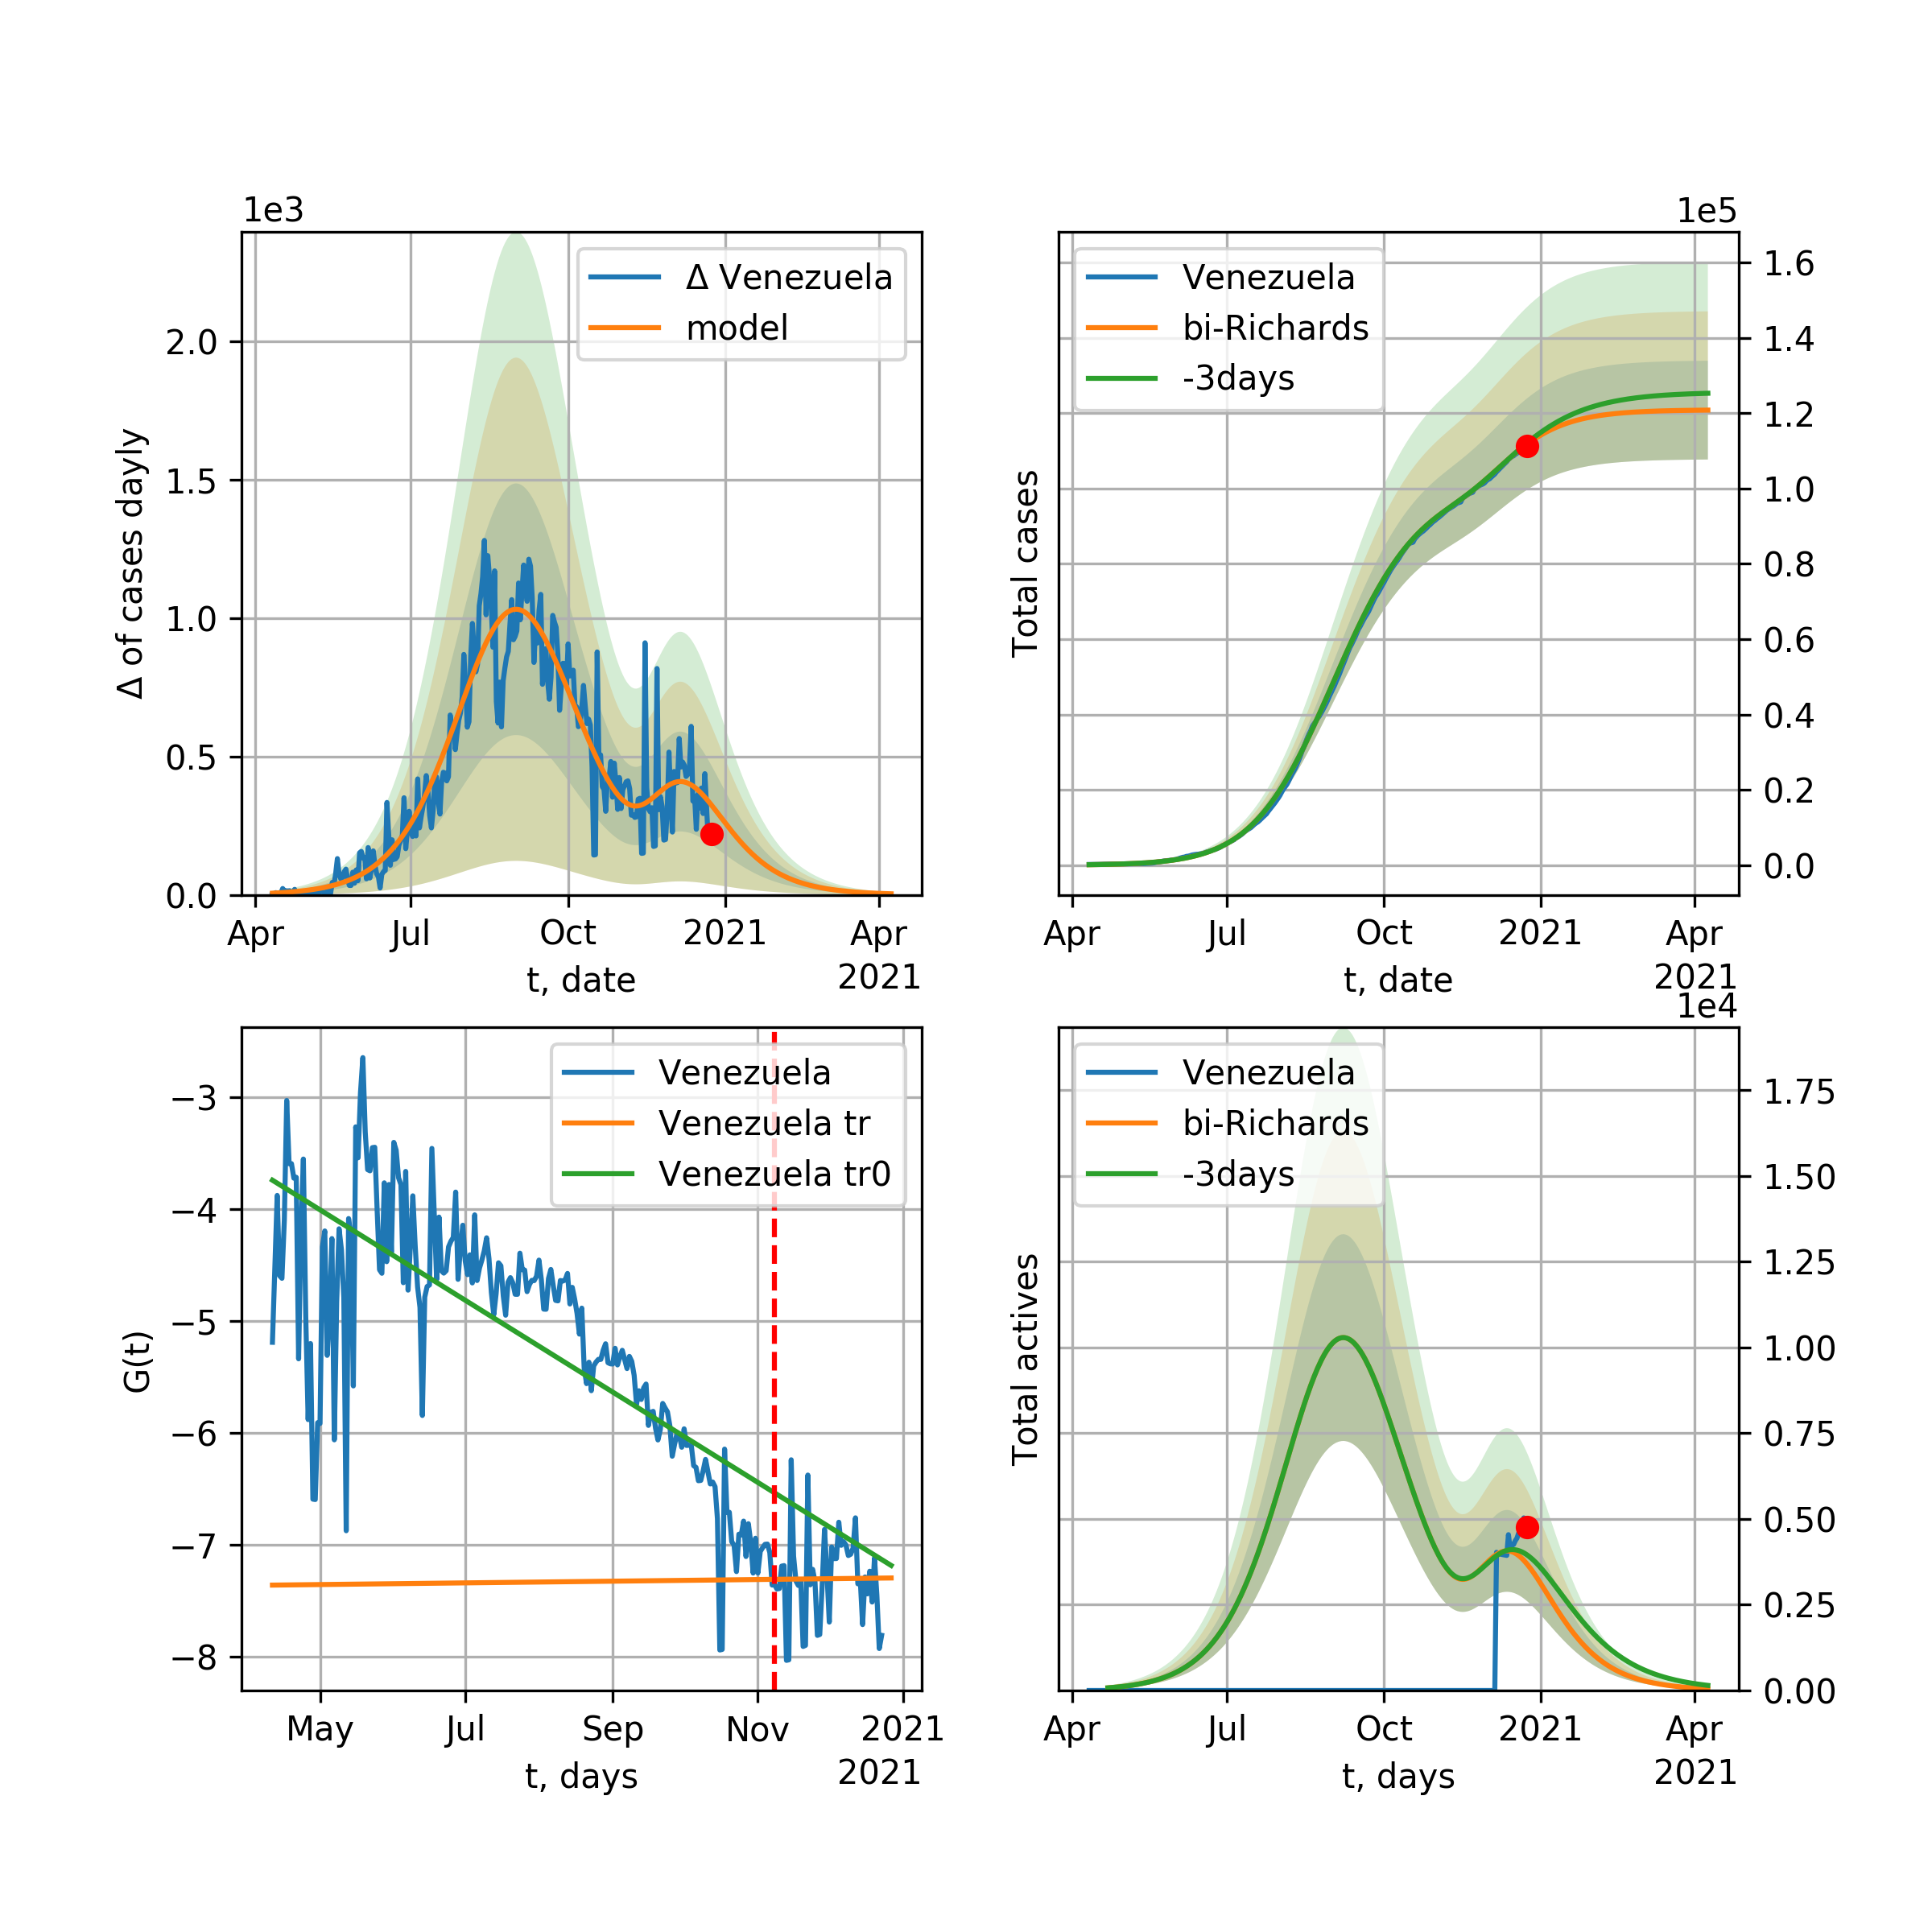 1e3
Δ Venezuela
model
2.0
1.5
1.0
0.5
0.0
Δ of cases dayly
Apr
Jul
Oct
2021
Apr
2021
t, date
1e5
Venezuela
bi-Richards
-3days
1.6
1.4
1.2
1.0
0.8
0.6
0.4
0.2
0.0
Total cases
Apr
Jul
Oct
2021
Apr
2021
t, date
Venezuela
Venezuela tr
Venezuela tr0
−3
−4
−5
−6
−7
−8
G(t)
May
Jul
Sep
Nov
2021
2021
t, days
1e4
Venezuela
bi-Richards
-3days
1.75
1.50
1.25
1.00
0.75
0.50
0.25
0.00
Total actives
Apr
Jul
Oct
2021
Apr
2021
t, days